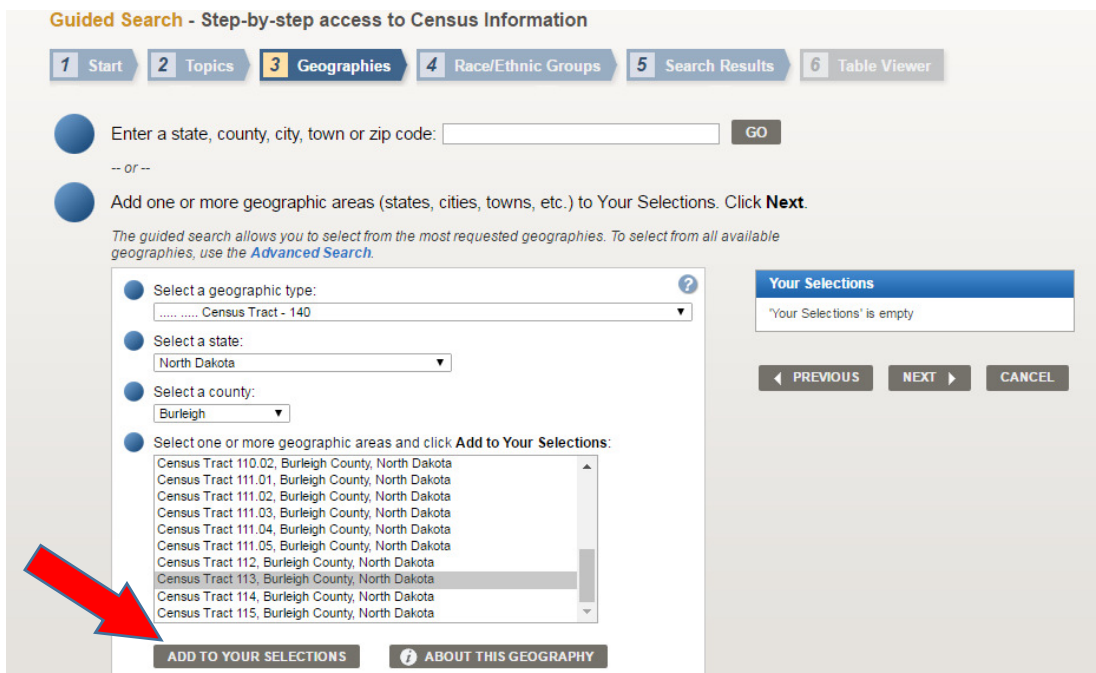 Guided Search - Step-by-step access to Census Information
1 Start 2 Topics 3 Geographies 4 Race/Ethnic Groups 5 Search Results 6 Table Viewer
Enter a state, county, city, town or zip code: GO
-- or --
Add one or more geographic areas (states, cities, towns, etc.) to Your Selections. Click Next.
The guided search allows you to select from the most requested geographies. To select from all available
geographies, use the Advanced Search.
Select a geographic type: ?
..... ..... Census Tract - 140
Select a state:
North Dakota
Select a county:
Burleigh
Select one or more geographic areas and click Add to Your Selections:
Census Tract 110.02, Burleigh County, North Dakota
Census Tract 111.01, Burleigh County, North Dakota
Census Tract 111.02, Burleigh County, North Dakota
Census Tract 111.03, Burleigh County, North Dakota
Census Tract 111.04, Burleigh County, North Dakota
Census Tract 111.05, Burleigh County, North Dakota
Census Tract 112, Burleigh County, North Dakota
Census Tract 113, Burleigh County, North Dakota
Census Tract 114, Burleigh County, North Dakota
Census Tract 115, Burleigh County, North Dakota
ADD TO YOUR SELECTIONS i ABOUT THIS GEOGRAPHY
Your Selections
'Your Selections' is empty
PREVIOUS NEXT CANCEL